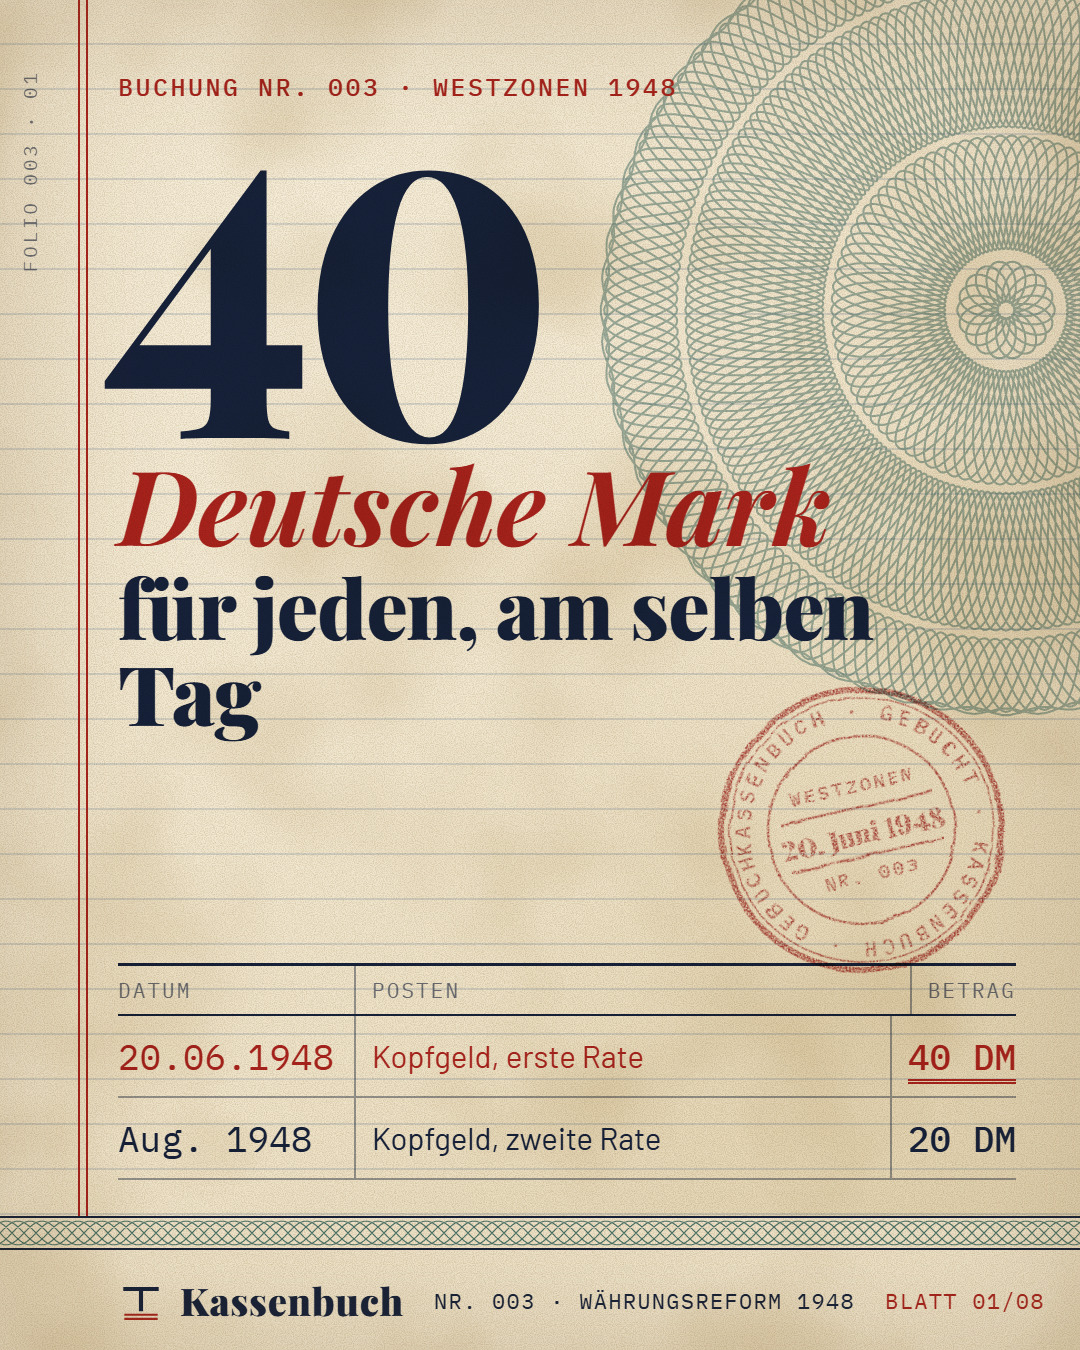 FOLIO 003 · 01
BUCHUNG NR. 003 · WESTZONEN 1948
40
Deutsche Mark
für jeden, am selben
Tag
GEBUCHT · KASSENBUCH · GEBUCHKASSENBUCH ·
WESTZONEN
20. Juni 1948
NR. 003
DATUM POSTEN BETRAG
20.06.1948 Kopfgeld, erste Rate 40 DM
Aug. 1948 Kopfgeld, zweite Rate 20 DM
Kassenbuch NR. 003 · WÄHRUNGSREFORM 1948 BLATT 01/08